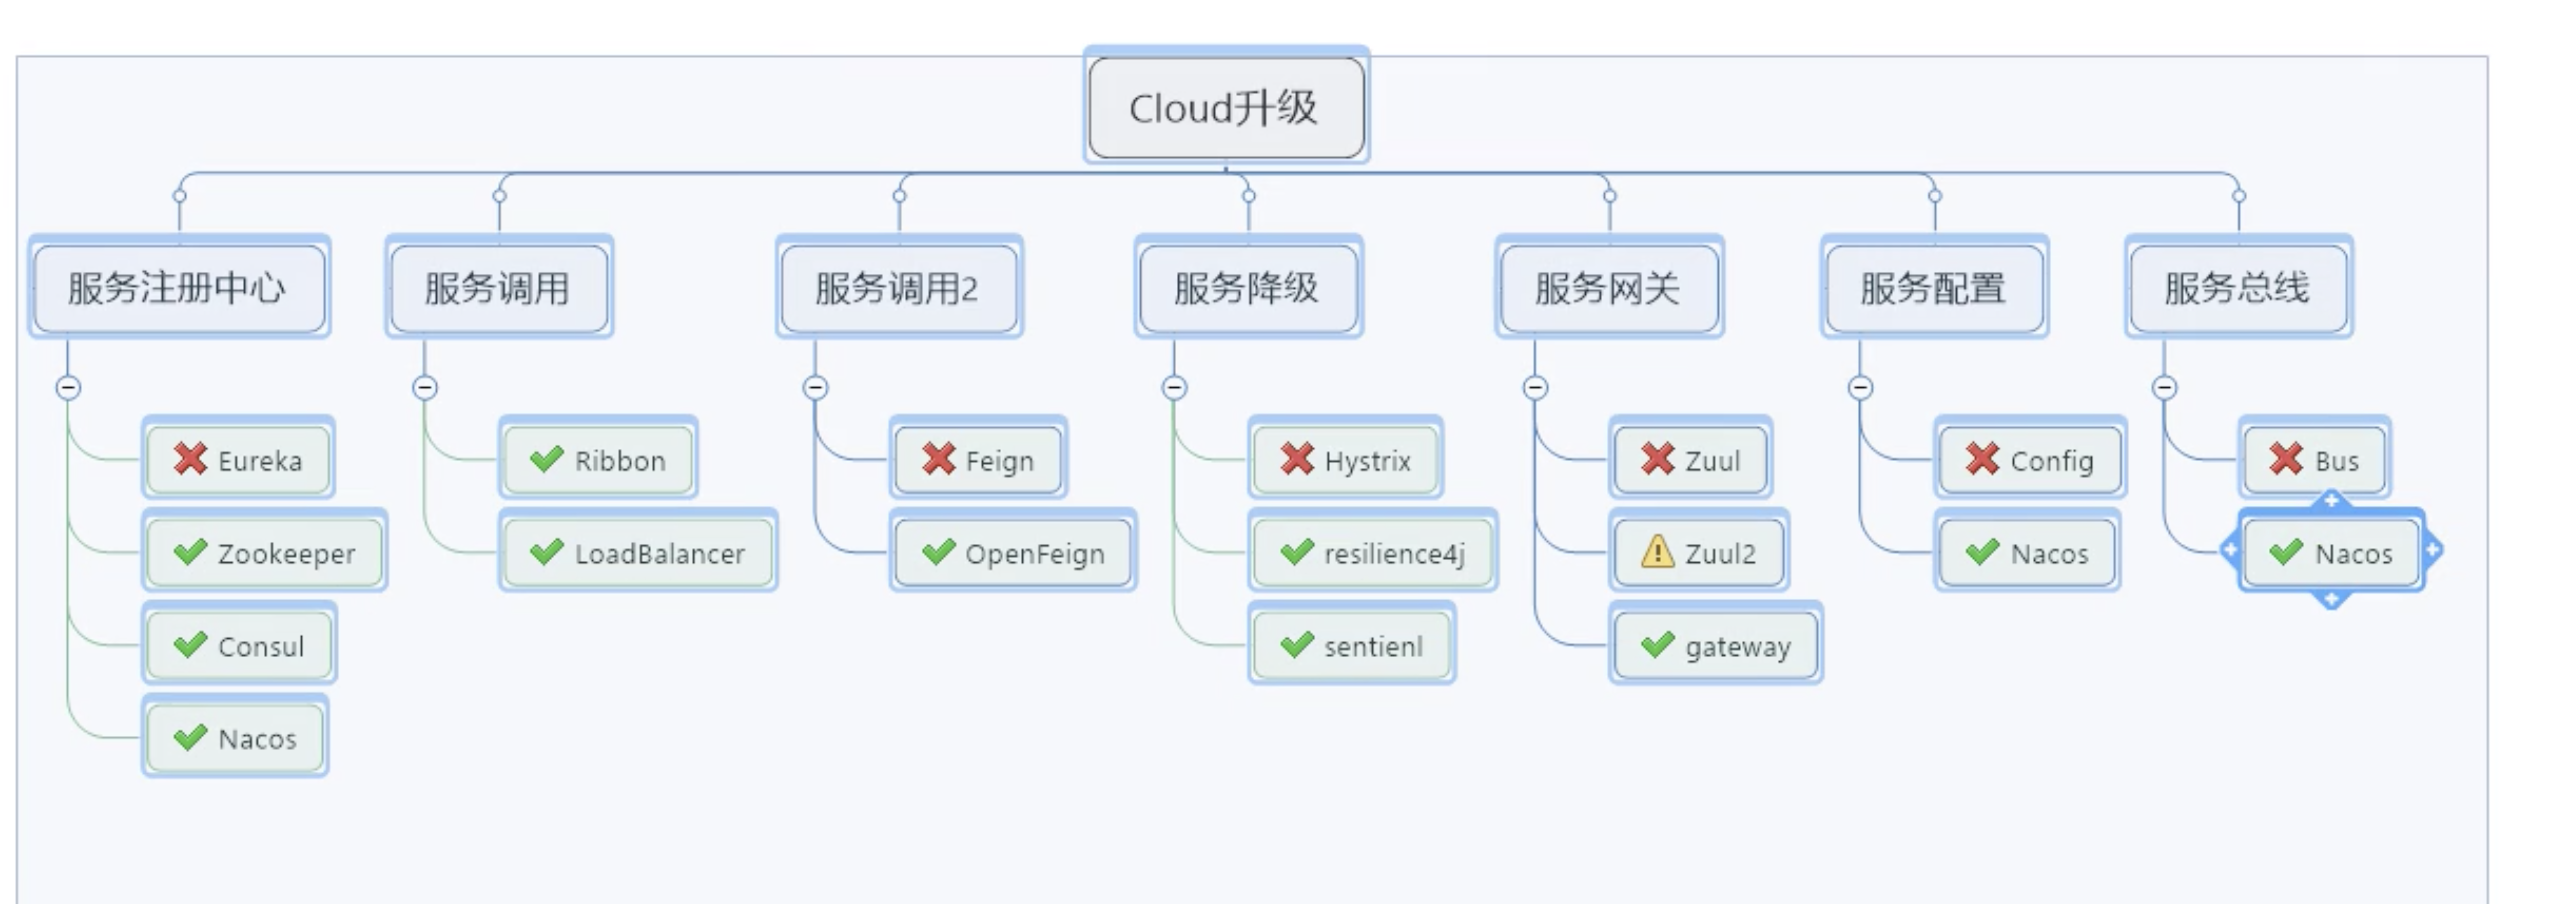 Cloud升级
服务注册中心
服务调用
服务调用2
服务降级
服务网关
服务配置
服务总线
Eureka
Zookeeper
Consul
Nacos
Ribbon
LoadBalancer
Feign
OpenFeign
Hystrix
resilience4j
sentienl
Zuul
Zuul2
gateway
Config
Nacos
Bus
Nacos